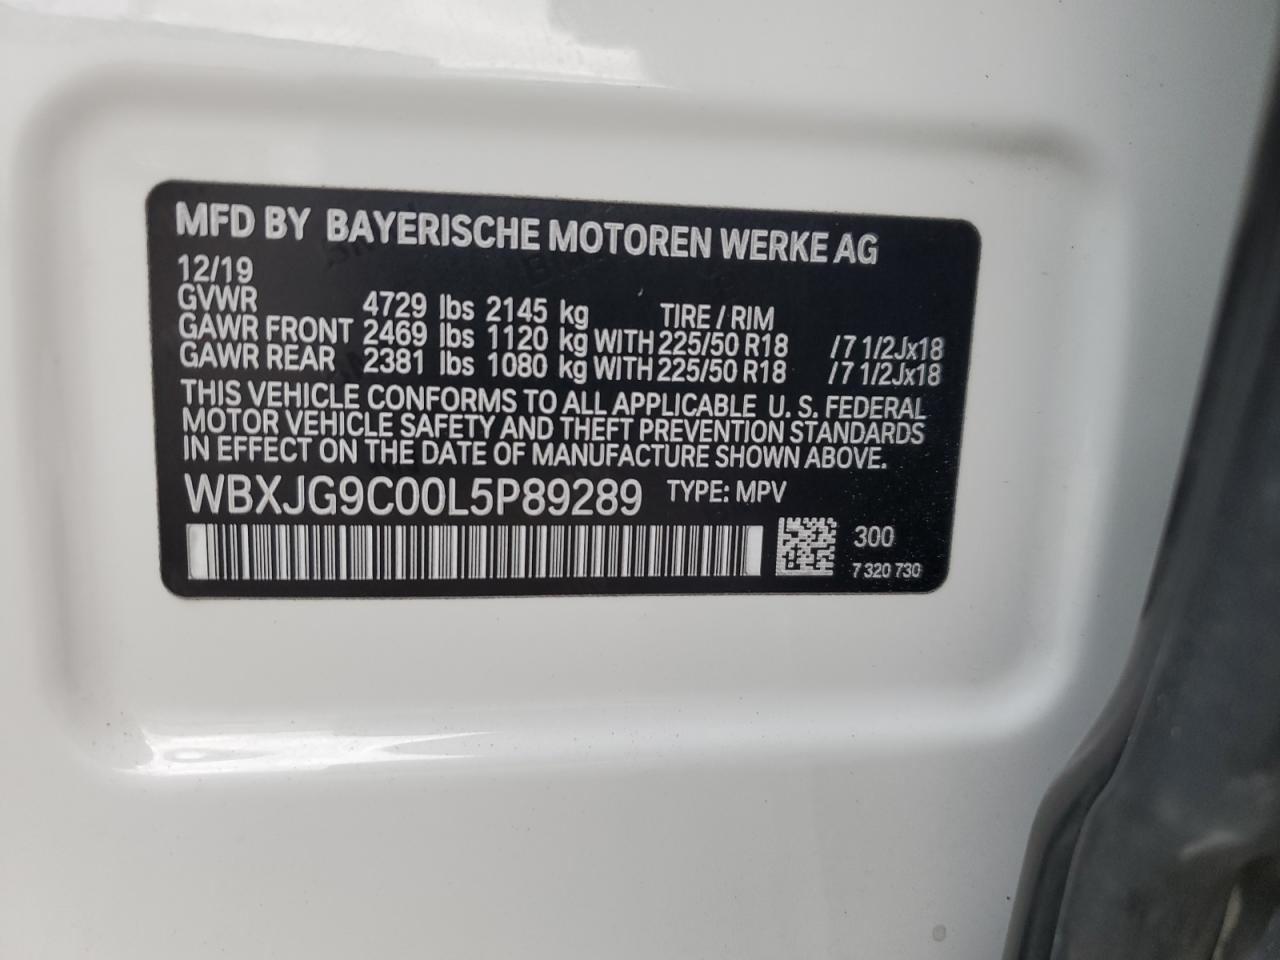 MFD BY BAYERISCHE MOTOREN WERKE AG
12/19
GVWR 4729 lbs 2145 kg TIRE / RIM
GAWR FRONT 2469 lbs 1120 kg WITH 225/50 R18 /7 1/2Jx18
GAWR REAR 2381 lbs 1080 kg WITH 225/50 R18 /7 1/2Jx18
THIS VEHICLE CONFORMS TO ALL APPLICABLE U. S. FEDERAL
MOTOR VEHICLE SAFETY AND THEFT PREVENTION STANDARDS
IN EFFECT ON THE DATE OF MANUFACTURE SHOWN ABOVE.
WBXJG9C00L5P89289 TYPE: MPV
300
7 320 730